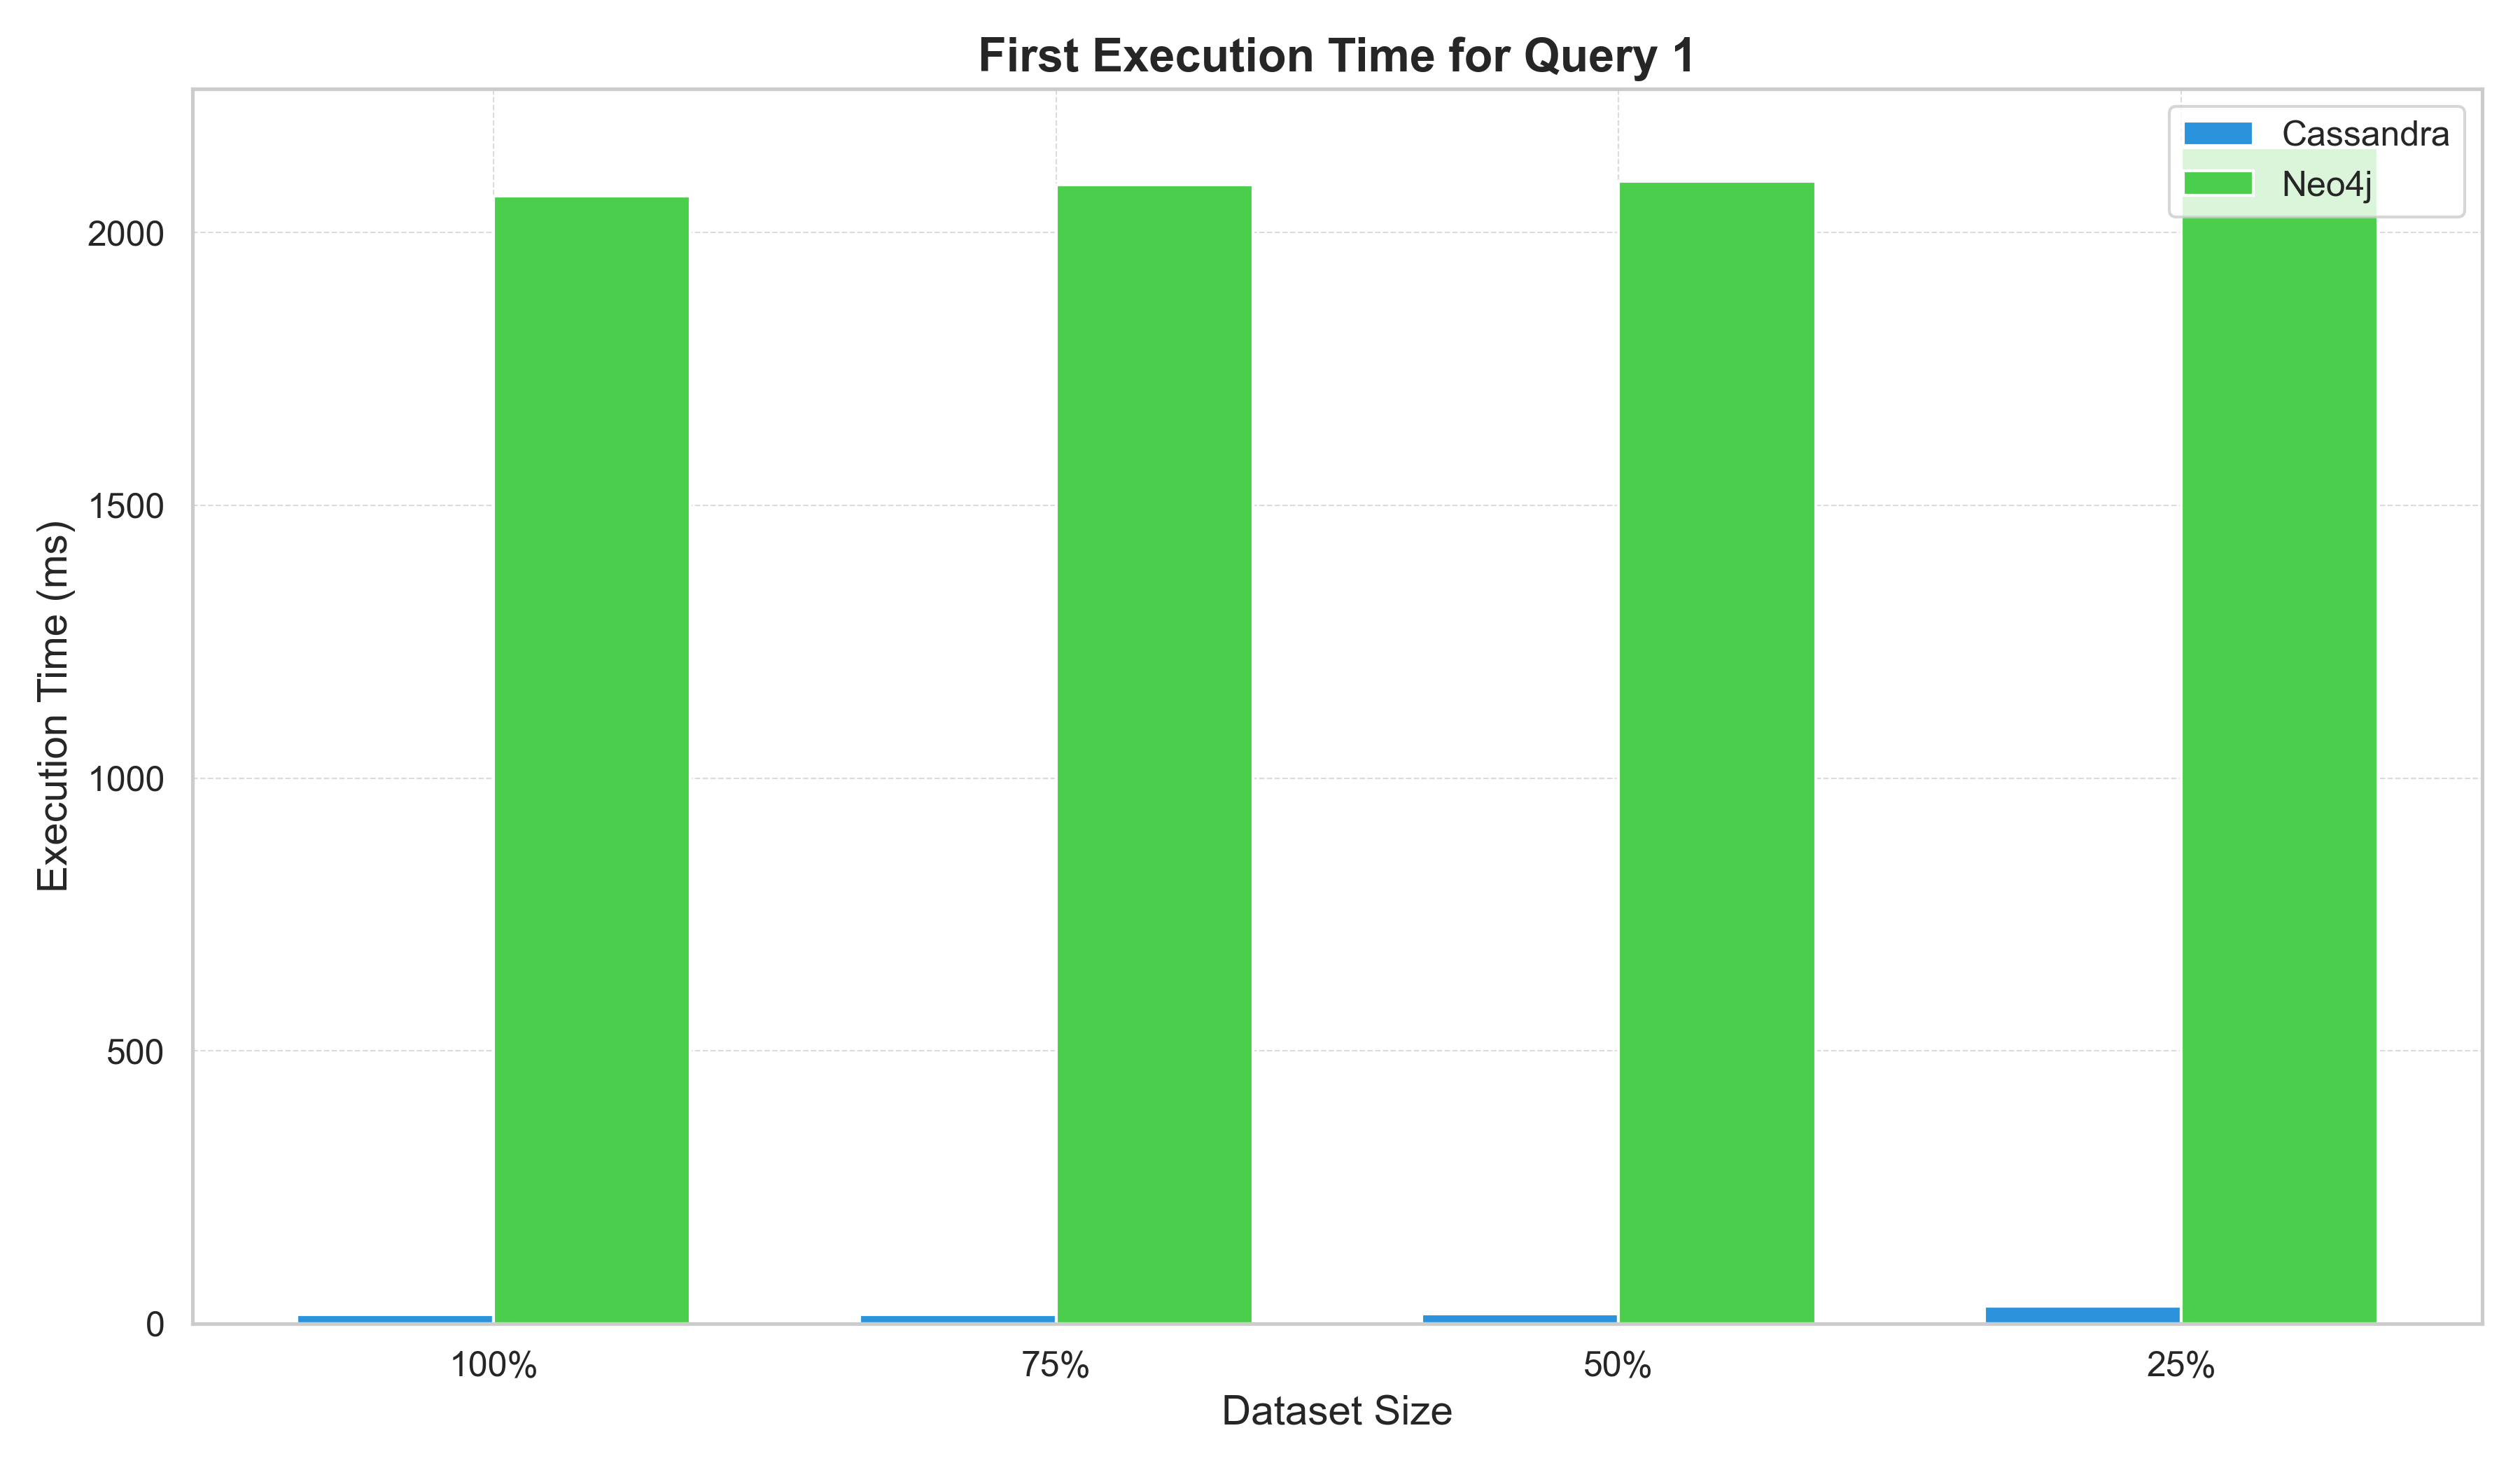 First Execution Time for Query 1
Cassandra
Neo4j
Execution Time (ms)
2000
1500
1000
500
0
100%
75%
50%
25%
Dataset Size